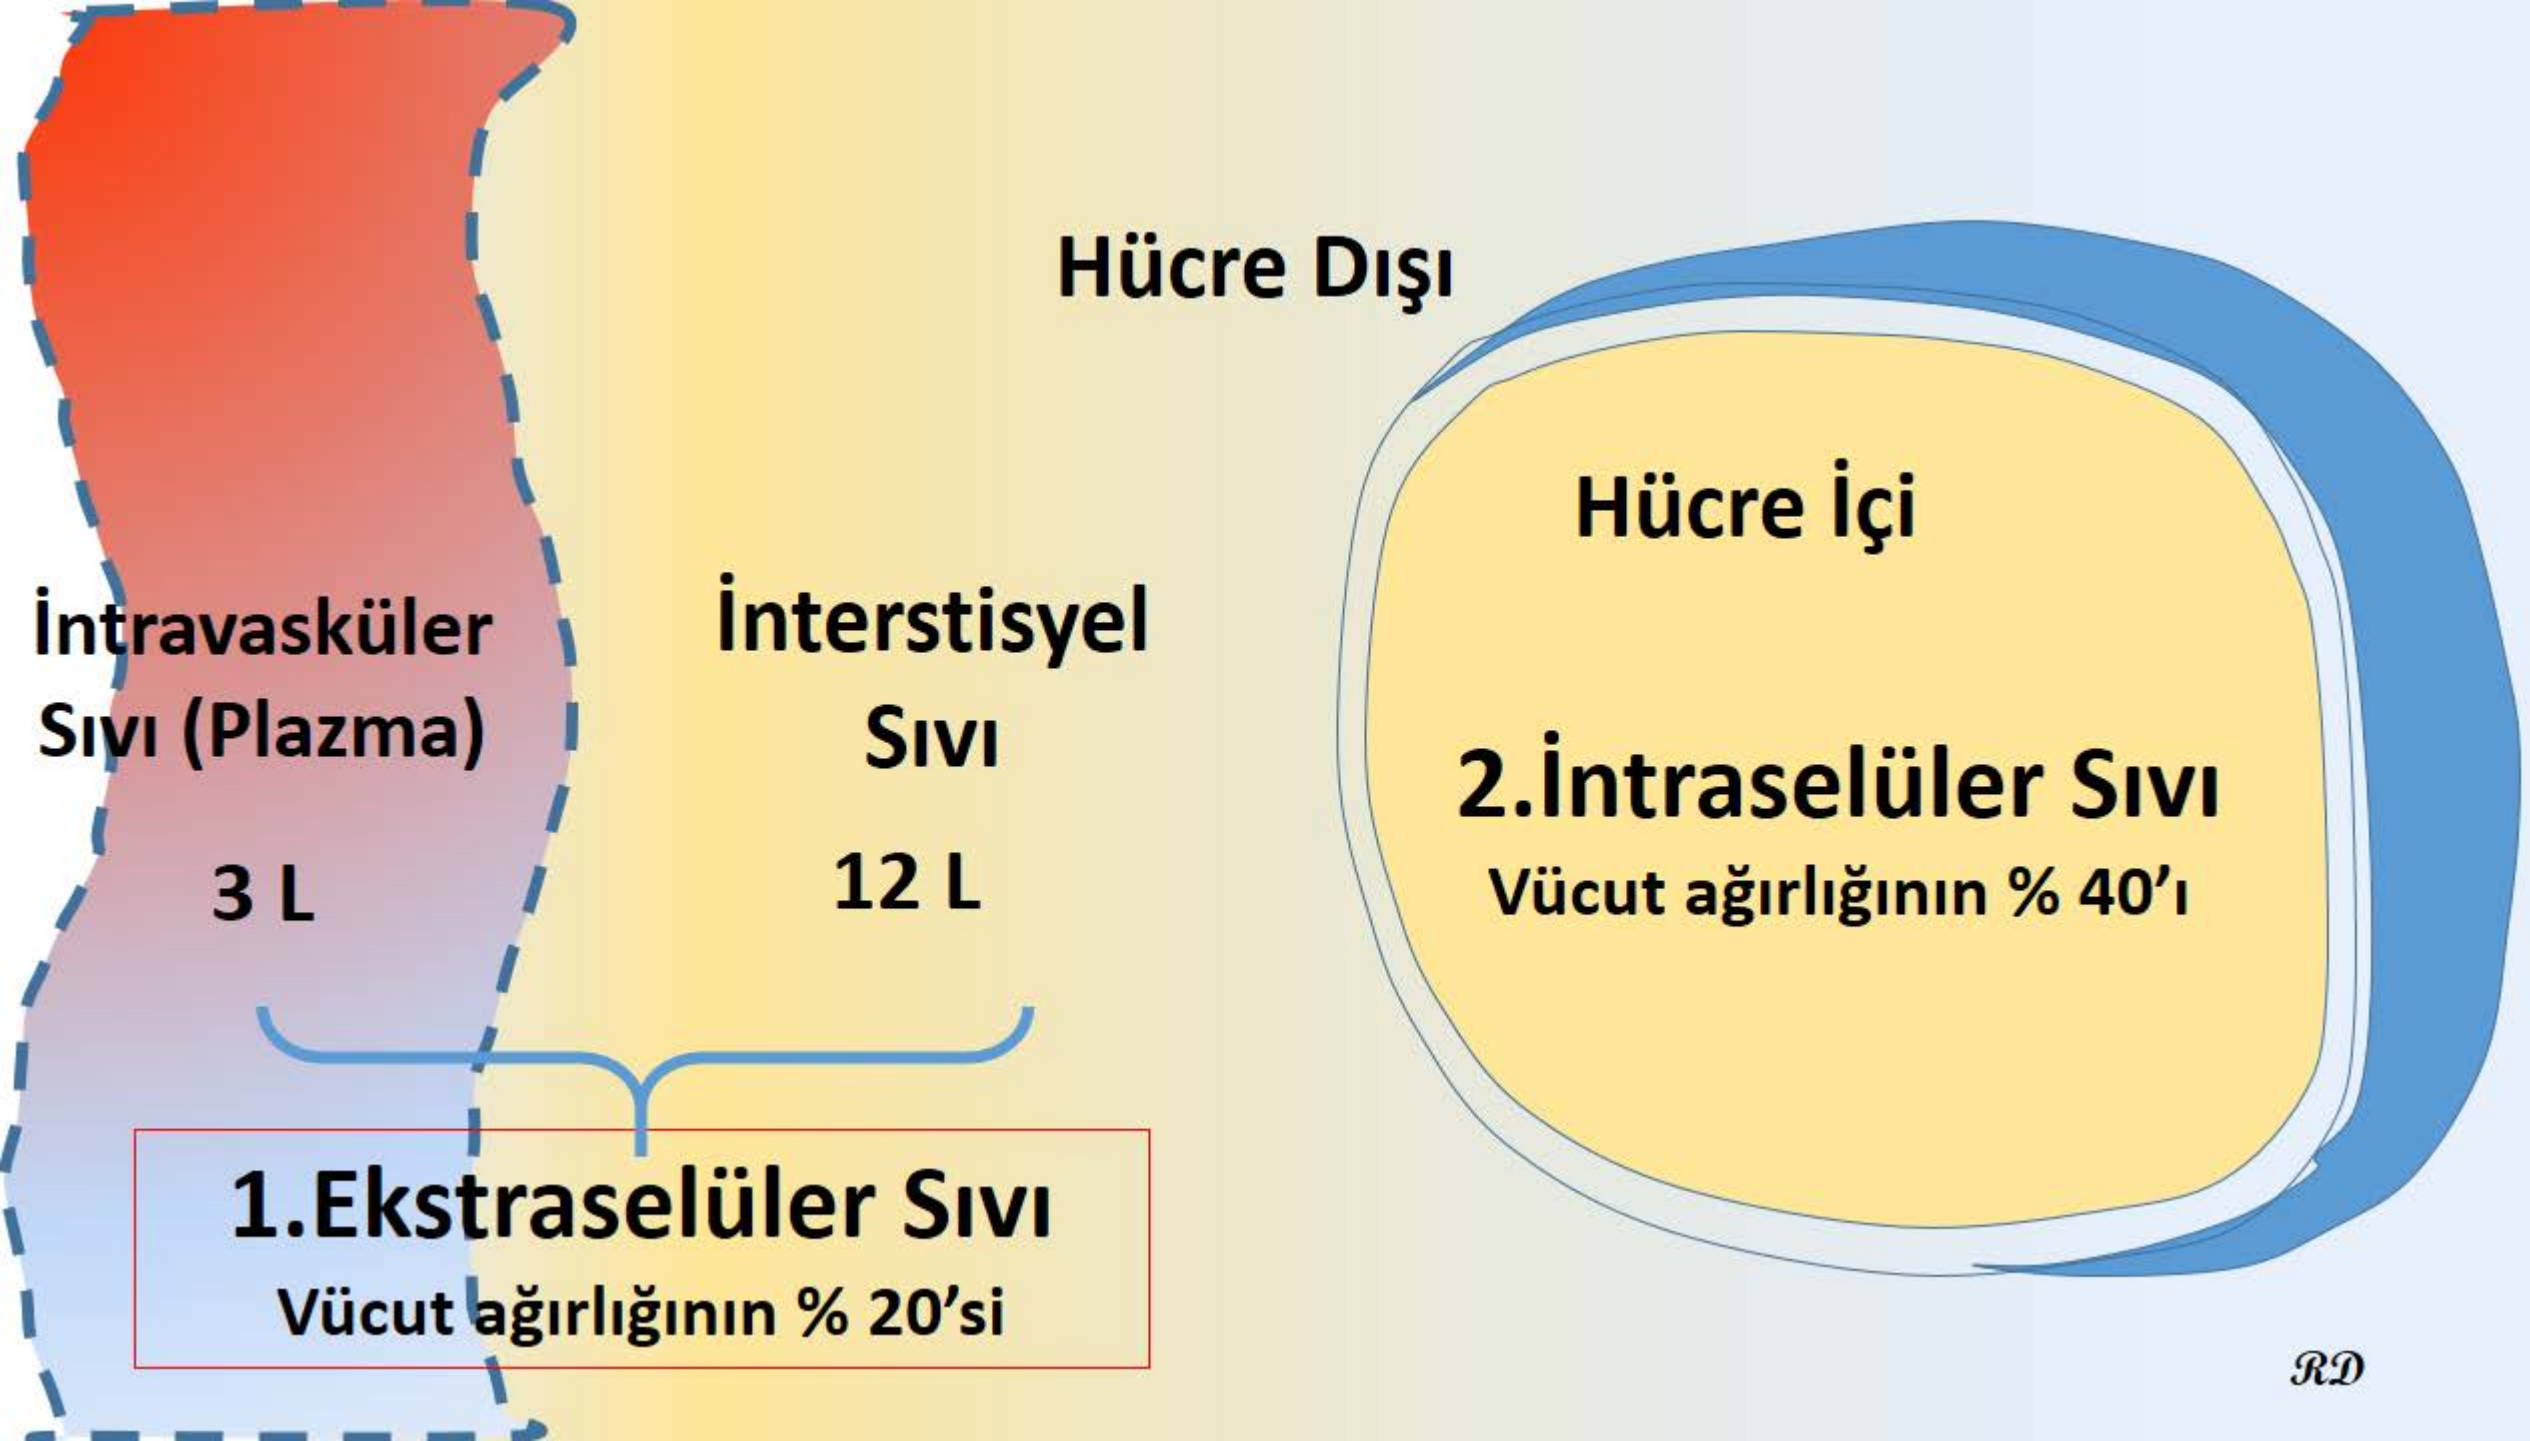 Hücre Dışı
İntravasküler
Sıvı (Plazma)
3 L
İnterstisyel
Sıvı
12 L
1.Ekstraselüler Sıvı
Vücut ağırlığının % 20’si
Hücre İçi
2.İntraselüler Sıvı
Vücut ağırlığının % 40’ı
RD